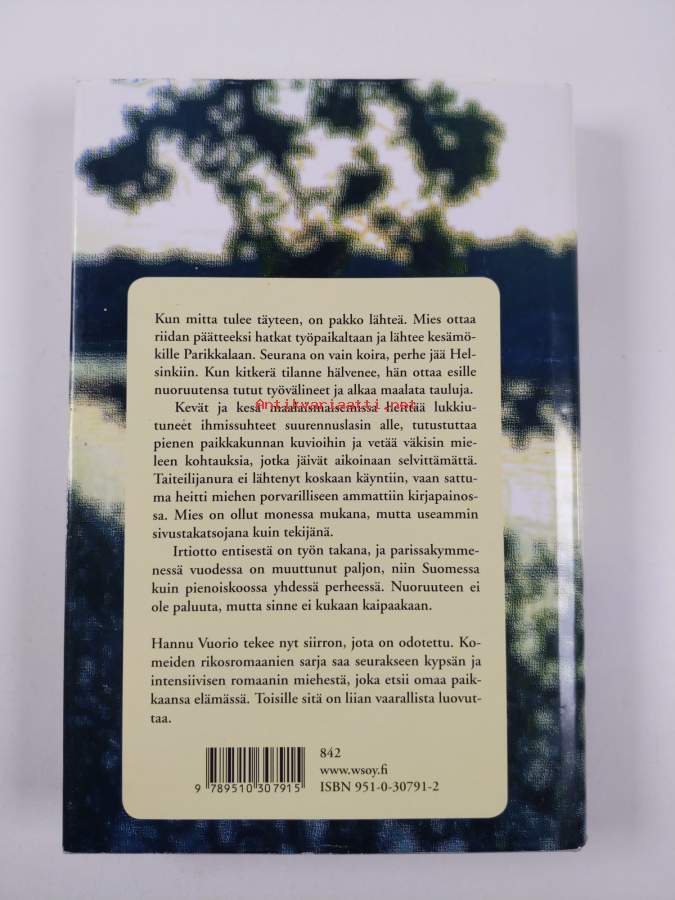 Kun mitta tulee täyteen, on pakko lähteä. Mies ottaa
riidan päätteeksi hatkat työpaikaltaan ja lähtee kesämö-
kille Parikkalaan. Seurana on vain koira, perhe jää Hel-
sinkiin. Kun kitkerä tilanne hälvenee, hän ottaa esille
nuoruutensa tutut työvälineet ja alkaa maalata tauluja.
Antikvariaatti.net
Kevät ja kesä maalaismaisemissa heittää lukkiu-
tuneet ihmissuhteet suurennuslasin alle, tutustuttaa
pienen paikkakunnan kuvioihin ja vetää väkisin mie-
leen kohtauksia, jotka jäivät aikoinaan selvittämättä.
Taiteilijanura ei lähtenyt koskaan käyntiin, vaan sattu-
ma heitti miehen porvarilliseen ammattiin kirjapainos-
sa. Mies on ollut monessa mukana, mutta useammin
sivustakatsojana kuin tekijänä.
Irtiotto entisestä on työn takana, ja parissakymme-
nessä vuodessa on muuttunut paljon, niin Suomessa
kuin pienoiskoossa yhdessä perheessä. Nuoruuteen ei
ole paluuta, mutta sinne ei kukaan kaipaakaan.
Hannu Vuorio tekee nyt siirron, jota on odotettu. Ko-
meiden rikosromaanien sarja saa seurakseen kypsän ja
intensiivisen romaanin miehestä, joka etsii omaa paik-
kaansa elämässä. Toisille sitä on liian vaarallista luovut-
taa.
842
www.wsoy.fi
ISBN 951-0-30791-2
9 789510 307915